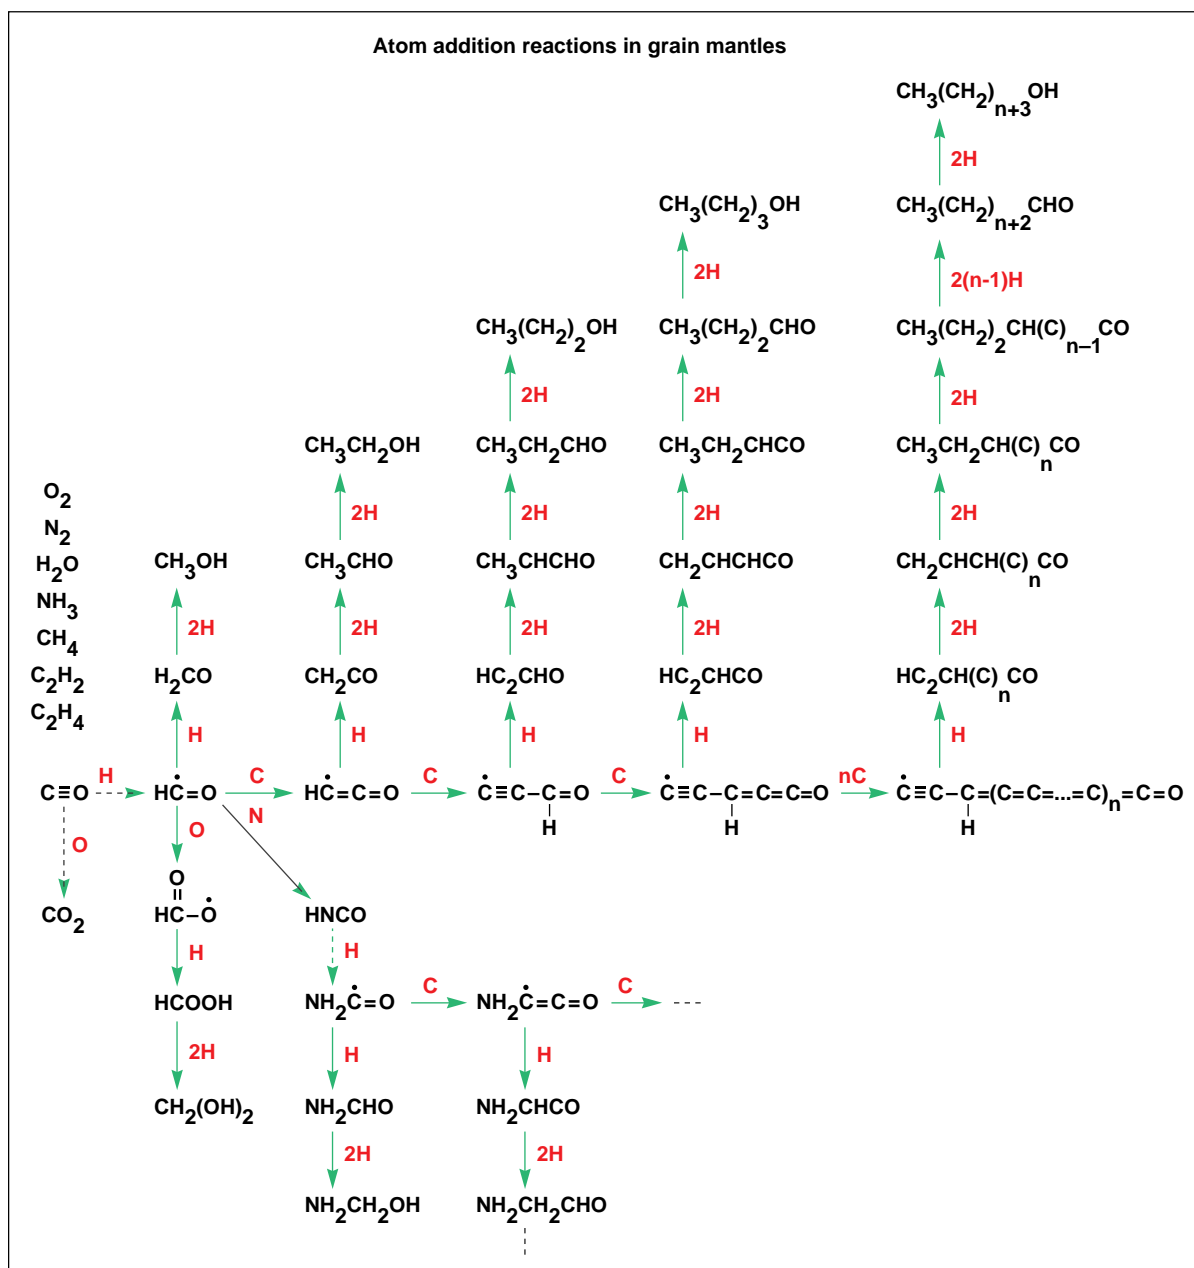 Atom addition reactions in grain mantles
CH3(CH2)n+3OH
2H
CH3(CH2)3OH
CH3(CH2)n+2CHO
2H
2(n-1)H
CH3(CH2)2OH
CH3(CH2)2CHO
CH3(CH2)2CH(C)n–1CO
2H
2H
2H
CH3CH2OH
CH3CH2CHO
CH3CH2CHCO
CH3CH2CH(C)nCO
O2
2H
2H
2H
2H
N2
H2O
CH3OH
CH3CHO
CH3CHCHO
CH2CHCHCO
CH2CHCH(C)nCO
NH3
2H
2H
2H
2H
2H
CH4
C2H2
H2CO
CH2CO
HC2CHO
HC2CHCO
HC2CH(C)nCO
C2H4
H
H
H
H
H
C≡O
H
HĊ=O
C
N
HĊ=C=O
C
Ċ≡C–C=O
H
C
Ċ≡C–C=C=C=O
H
nC
Ċ≡C–C=(C=C=...=C)n=C=O
H
O
O
CO2
O
HC–Ȯ
HNCO
H
H
HCOOH
NH2Ċ=O
C
NH2Ċ=C=O
C
2H
H
H
CH2(OH)2
NH2CHO
NH2CHCO
2H
2H
NH2CH2OH
NH2CH2CHO